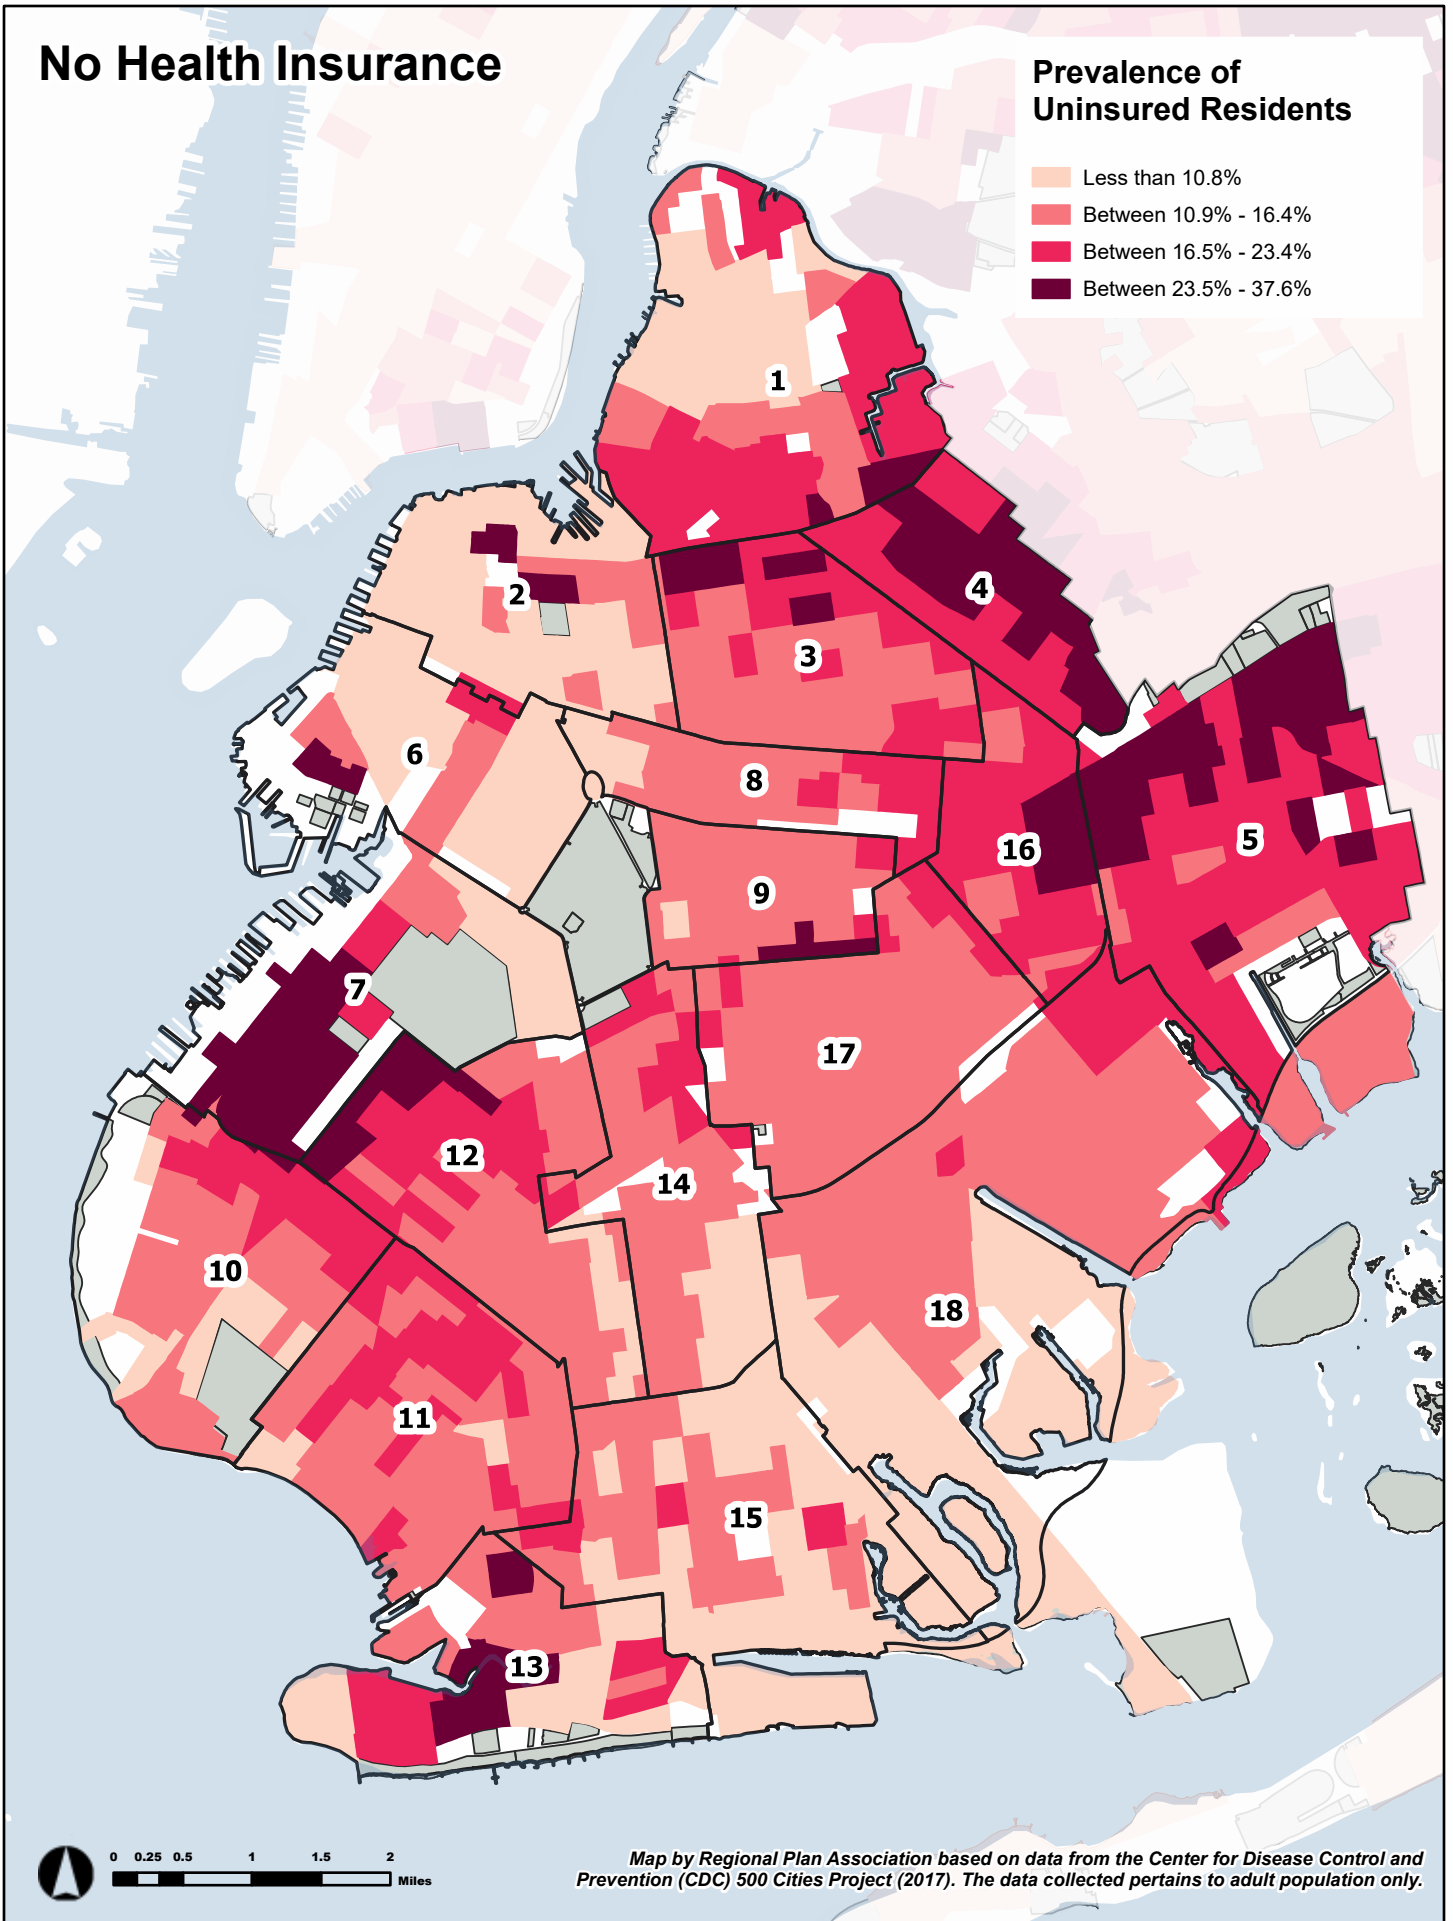 No Health Insurance
Prevalence of
Uninsured Residents
Less than 10.8%
Between 10.9% - 16.4%
Between 16.5% - 23.4%
Between 23.5% - 37.6%
1
2
4
3
6
8
5
16
9
7
17
12
14
10
18
11
15
13
0 0.25 0.5 1 1.5 2
Miles
Map by Regional Plan Association based on data from the Center for Disease Control and
Prevention (CDC) 500 Cities Project (2017). The data collected pertains to adult population only.